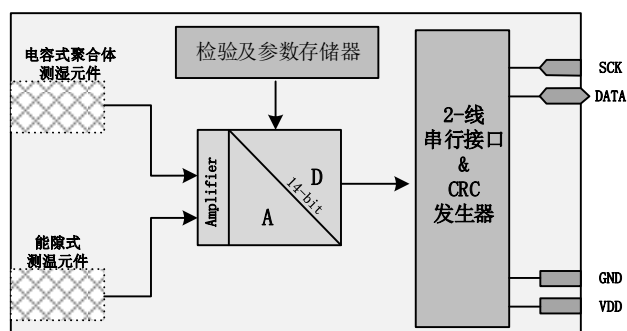 电容式聚合体
测湿元件
检验及参数存储器
Amplifier
D
14-bit
A
能隙式
测温元件
2-线
串行接口
&
CRC
发生器
SCK
DATA
GND
VDD